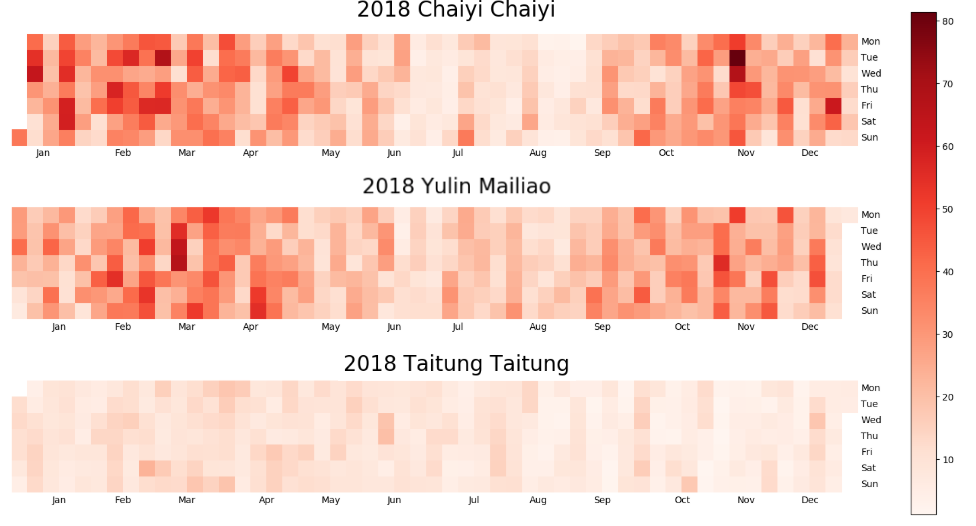 2018 Chaiyi Chaiyi
Mon
Tue
Wed
Thu
Fri
Sat
Sun
Jan Feb Mar Apr May Jun Jul Aug Sep Oct Nov Dec
2018 Yulin Mailiao
Mon
Tue
Wed
Thu
Fri
Sat
Sun
Jan Feb Mar Apr May Jun Jul Aug Sep Oct Nov Dec
2018 Taitung Taitung
Mon
Tue
Wed
Thu
Fri
Sat
Sun
Jan Feb Mar Apr May Jun Jul Aug Sep Oct Nov Dec
80
70
60
50
40
30
20
10